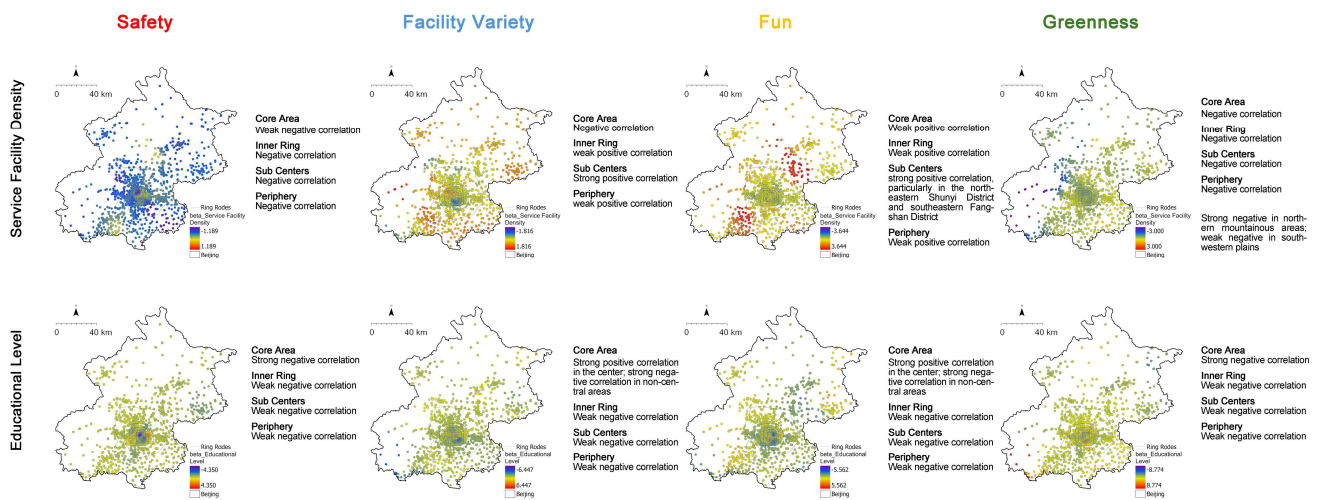 Safety
Facility Variety
Fun
Greenness
Service Facility Density
N
0 40 km
Core Area
Weak negative correlation
Inner Ring
Negative correlation
Sub Centers
Negative correlation
Periphery
Negative correlation
Ring Rodes
beta_Service Facility
Density
-1.189
1.189
Beijing
N
0 40 km
Core Area
Negative correlation
Inner Ring
weak positive correlation
Sub Centers
Strong positive correlation
Periphery
weak positive correlation
Ring Rodes
beta_Service Facility
Density
-1.816
1.816
Beijing
N
0 40 km
Core Area
Weak positive correlation
Inner Ring
Weak positive correlation
Sub Centers
strong positive correlation,
particularly in the north-
eastern Shunyi District
and southeastern Fang-
shan District
Periphery
Weak positive correlation
Ring Rodes
beta_Service Facility
Density
-3.644
3.644
Beijing
N
0 40 km
Core Area
Negative correlation
Inner Ring
Negative correlation
Sub Centers
Negative correlation
Periphery
Negative correlation
Strong negative in north-
ern mountainous areas;
weak negative in south-
western plains
Ring Rodes
beta_Service Facility
Density
-3.000
3.000
Beijing
Educational Level
N
0 40 km
Core Area
Strong negative correlation
Inner Ring
Weak negative correlation
Sub Centers
Weak negative correlation
Periphery
Weak negative correlation
Ring Rodes
beta_Educational
Level
-4.350
4.350
Beijing
N
0 40 km
Core Area
Strong positive correlation
in the center; strong nega-
tive correlation in non-cen-
tral areas
Inner Ring
Weak negative correlation
Sub Centers
Weak negative correlation
Periphery
Weak negative correlation
Ring Rodes
beta_Educational
Level
-6.447
6.447
Beijing
N
0 40 km
Core Area
Strong positive correlation
in the center; strong nega-
tive correlation in non-cen-
tral areas
Inner Ring
Weak negative correlation
Sub Centers
Weak negative correlation
Periphery
Weak negative correlation
Ring Rodes
beta_Educational
Level
-5.562
5.562
Beijing
N
0 40 km
Core Area
Strong negative correlation
Inner Ring
Weak negative correlation
Sub Centers
Weak negative correlation
Periphery
Weak negative correlation
Ring Rodes
beta_Educational
Level
-8.774
8.774
Beijing